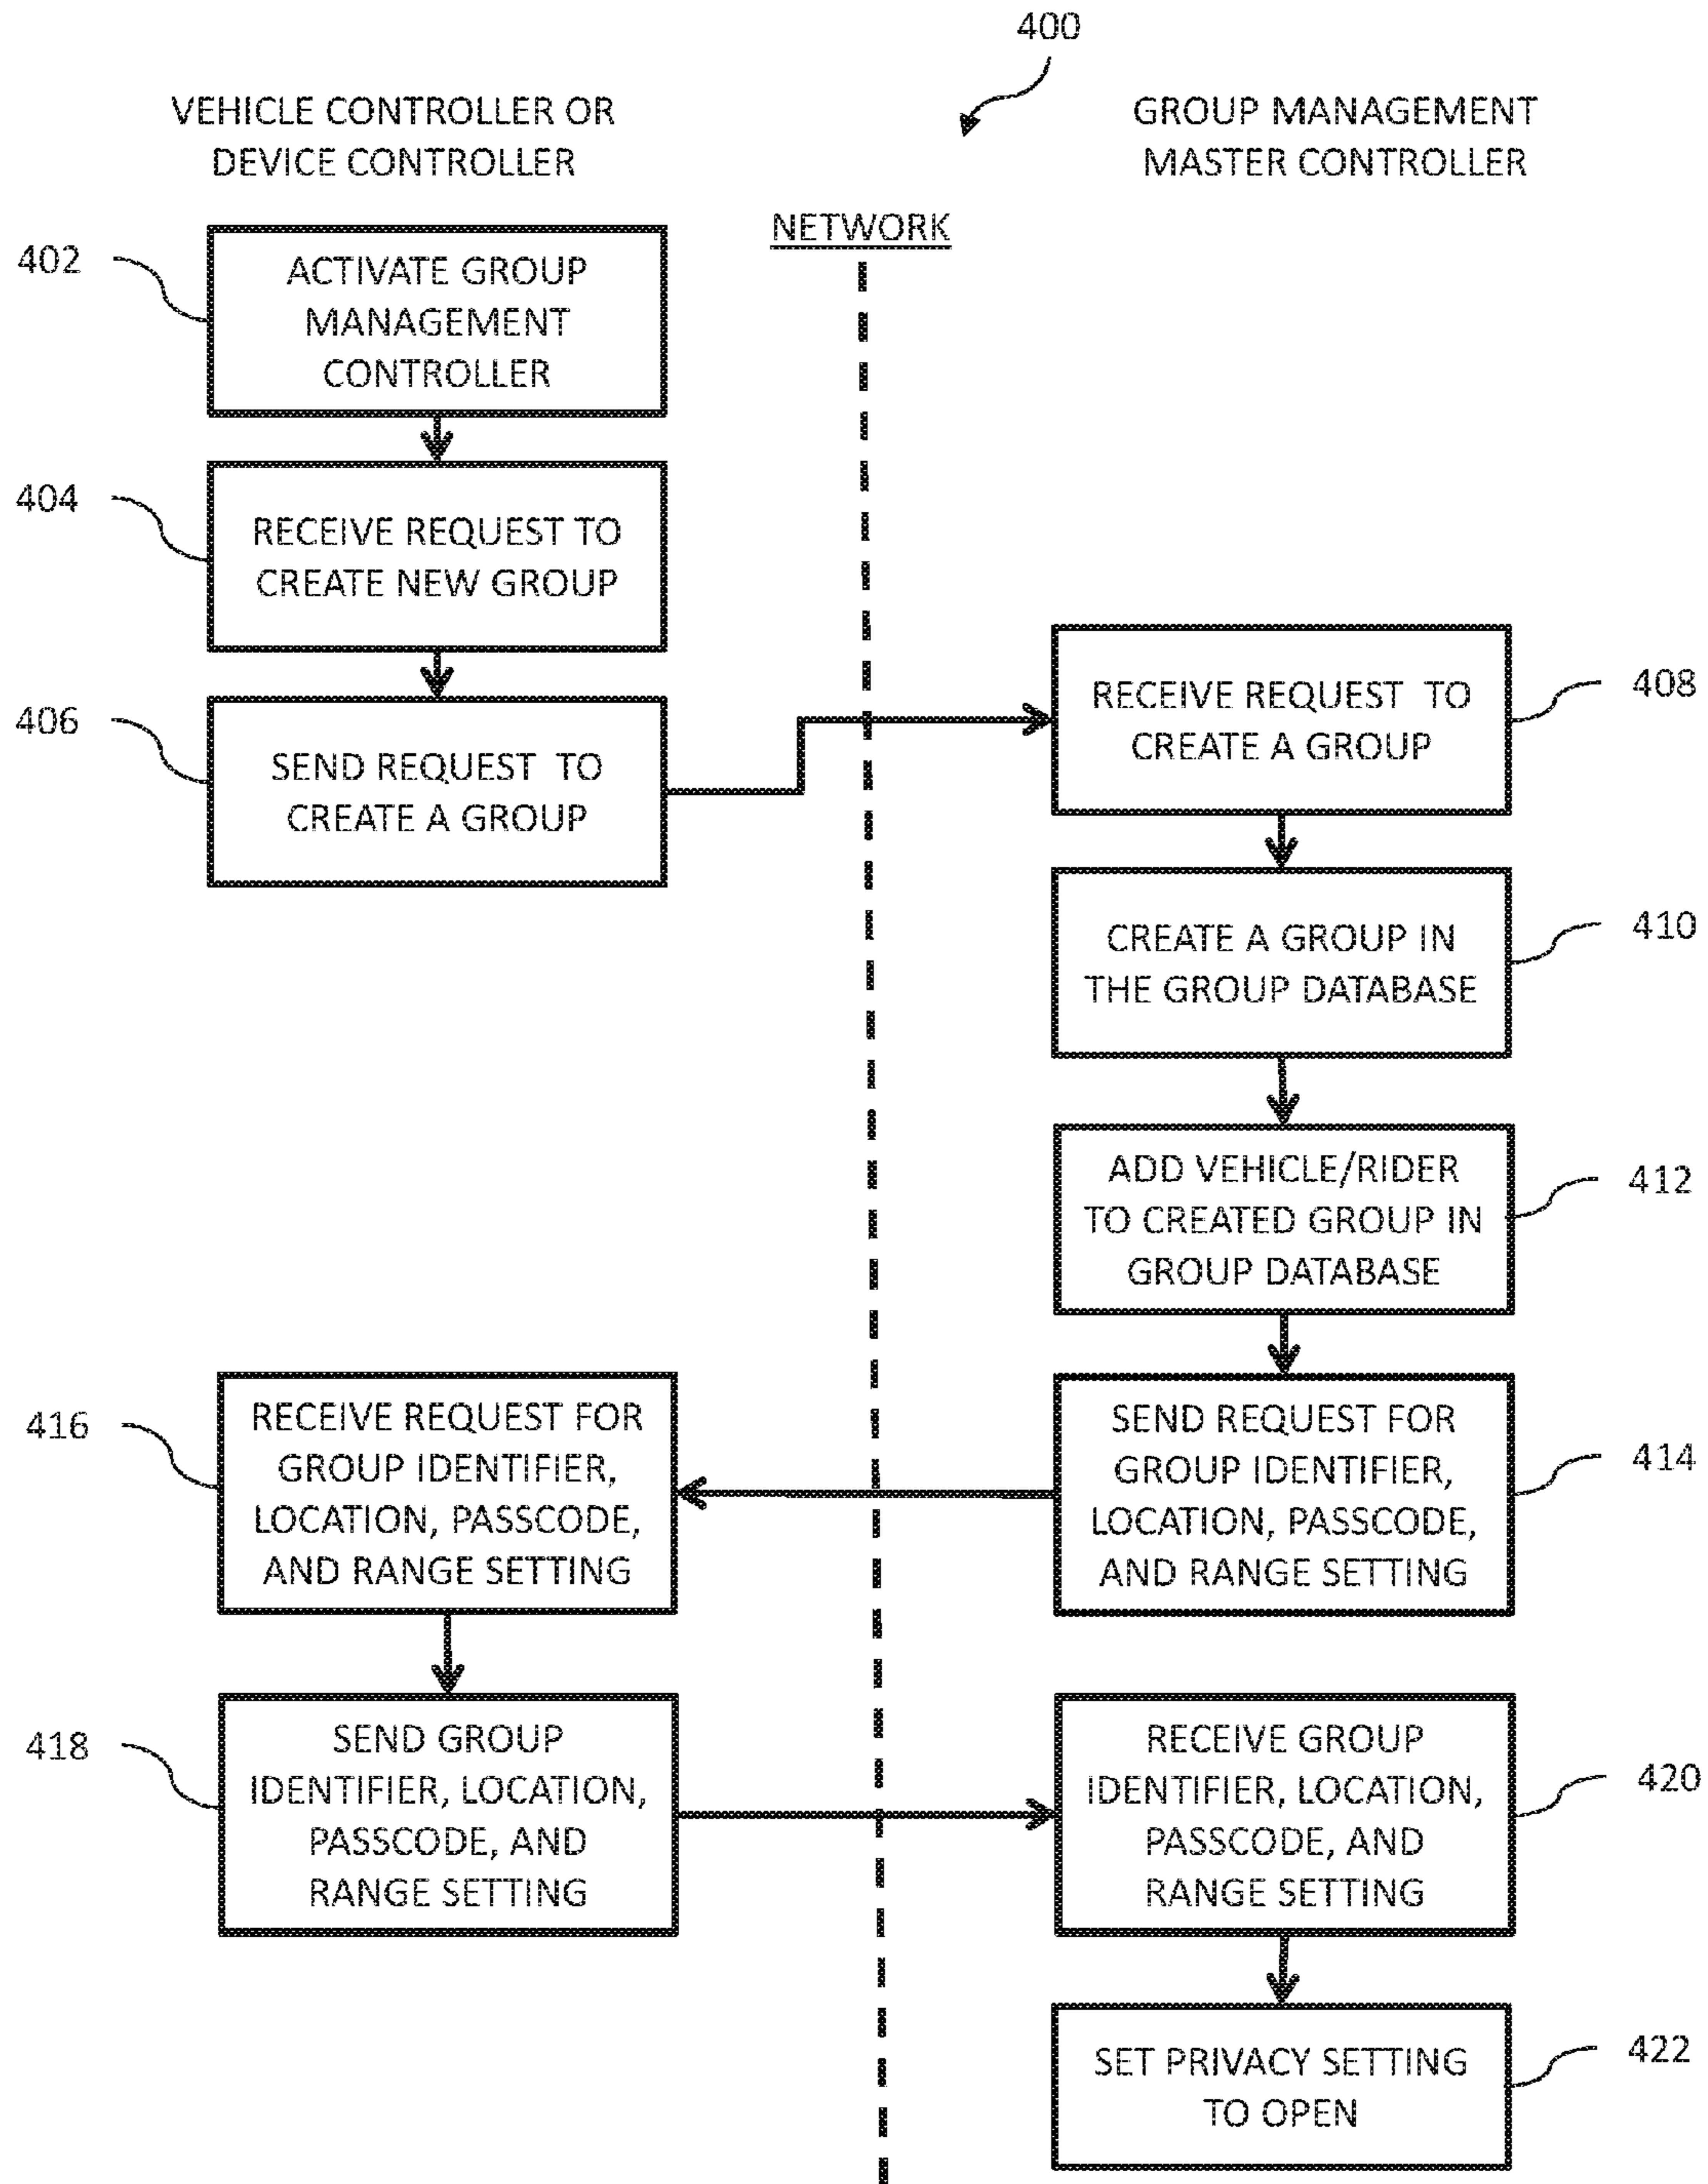 400
VEHICLE CONTROLLER OR
DEVICE CONTROLLER
GROUP MANAGEMENT
MASTER CONTROLLER
NETWORK
402
ACTIVATE GROUP
MANAGEMENT
CONTROLLER
404
RECEIVE REQUEST TO
CREATE NEW GROUP
406
SEND REQUEST TO
CREATE A GROUP
RECEIVE REQUEST TO
CREATE A GROUP
408
CREATE A GROUP IN
THE GROUP DATABASE
410
ADD VEHICLE/RIDER
TO CREATED GROUP IN
GROUP DATABASE
412
SEND REQUEST FOR
GROUP IDENTIFIER,
LOCATION, PASSCODE,
AND RANGE SETTING
414
416
RECEIVE REQUEST FOR
GROUP IDENTIFIER,
LOCATION, PASSCODE,
AND RANGE SETTING
418
SEND GROUP
IDENTIFIER, LOCATION,
PASSCODE, AND
RANGE SETTING
RECEIVE GROUP
IDENTIFIER, LOCATION,
PASSCODE, AND
RANGE SETTING
420
SET PRIVACY SETTING
TO OPEN
422